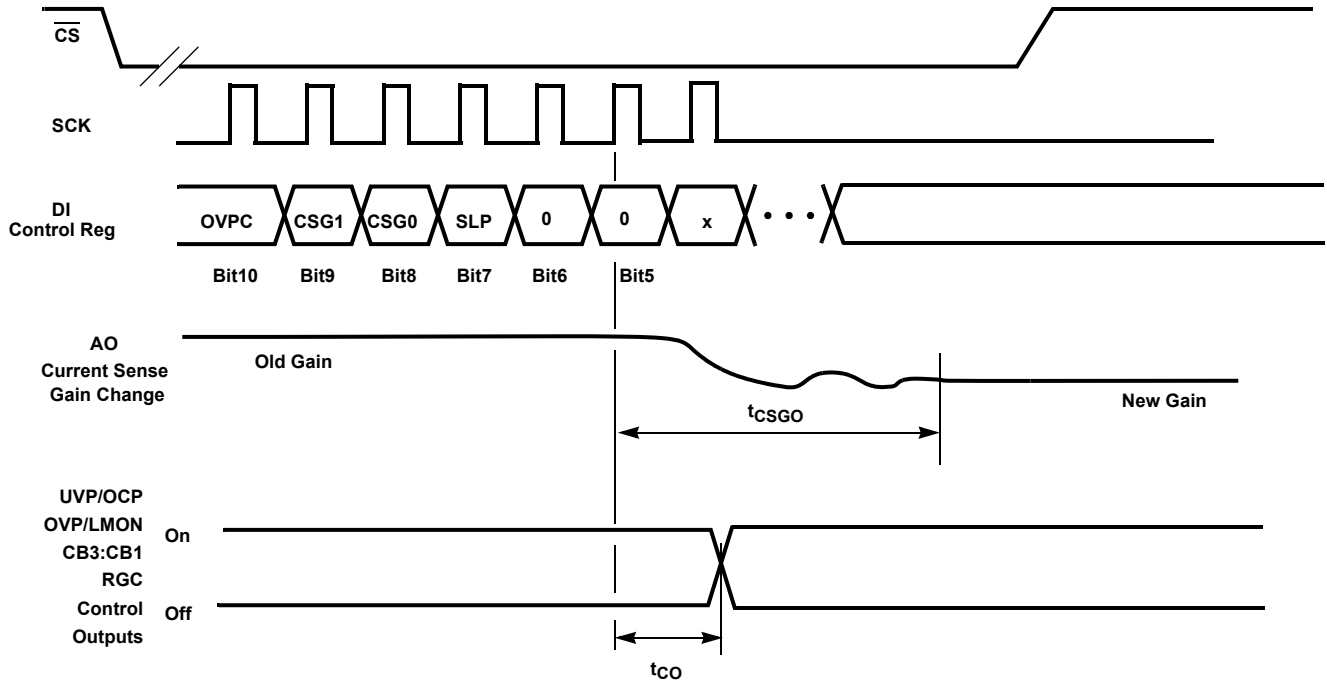 CS
SCK
DI
Control Reg
OVPC CSG1 CSG0 SLP 0 0 x
Bit10 Bit9 Bit8 Bit7 Bit6 Bit5
AO
Current Sense
Gain Change
Old Gain
New Gain
tCSGO
UVP/OCP
OVP/LMON
CB3:CB1
RGC
Control
Outputs
On
Off
tCO